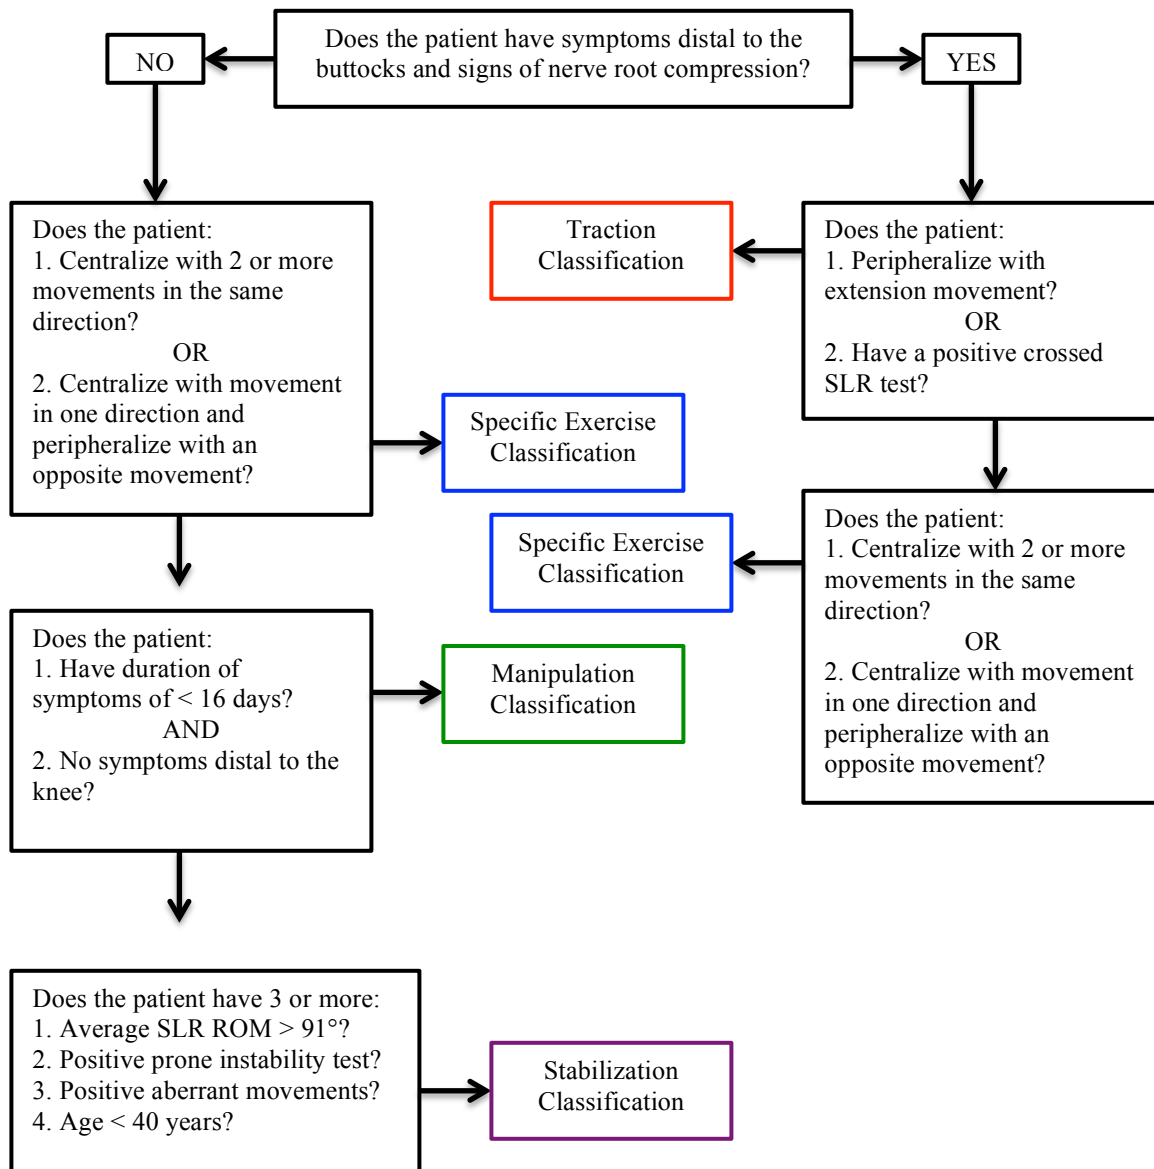 Does the patient have symptoms distal to the
buttocks and signs of nerve root compression?
NO
YES
Does the patient:
1. Centralize with 2 or more
movements in the same
direction?
OR
2. Centralize with movement
in one direction and
peripheralize with an
opposite movement?
Traction
Classification
Does the patient:
1. Peripheralize with
extension movement?
OR
2. Have a positive crossed
SLR test?
Specific Exercise
Classification
Specific Exercise
Classification
Does the patient:
1. Centralize with 2 or more
movements in the same
direction?
OR
2. Centralize with movement
in one direction and
peripheralize with an
opposite movement?
Does the patient:
1. Have duration of
symptoms of < 16 days?
AND
2. No symptoms distal to the
knee?
Manipulation
Classification
Does the patient have 3 or more:
1. Average SLR ROM > 91°?
2. Positive prone instability test?
3. Positive aberrant movements?
4. Age < 40 years?
Stabilization
Classification